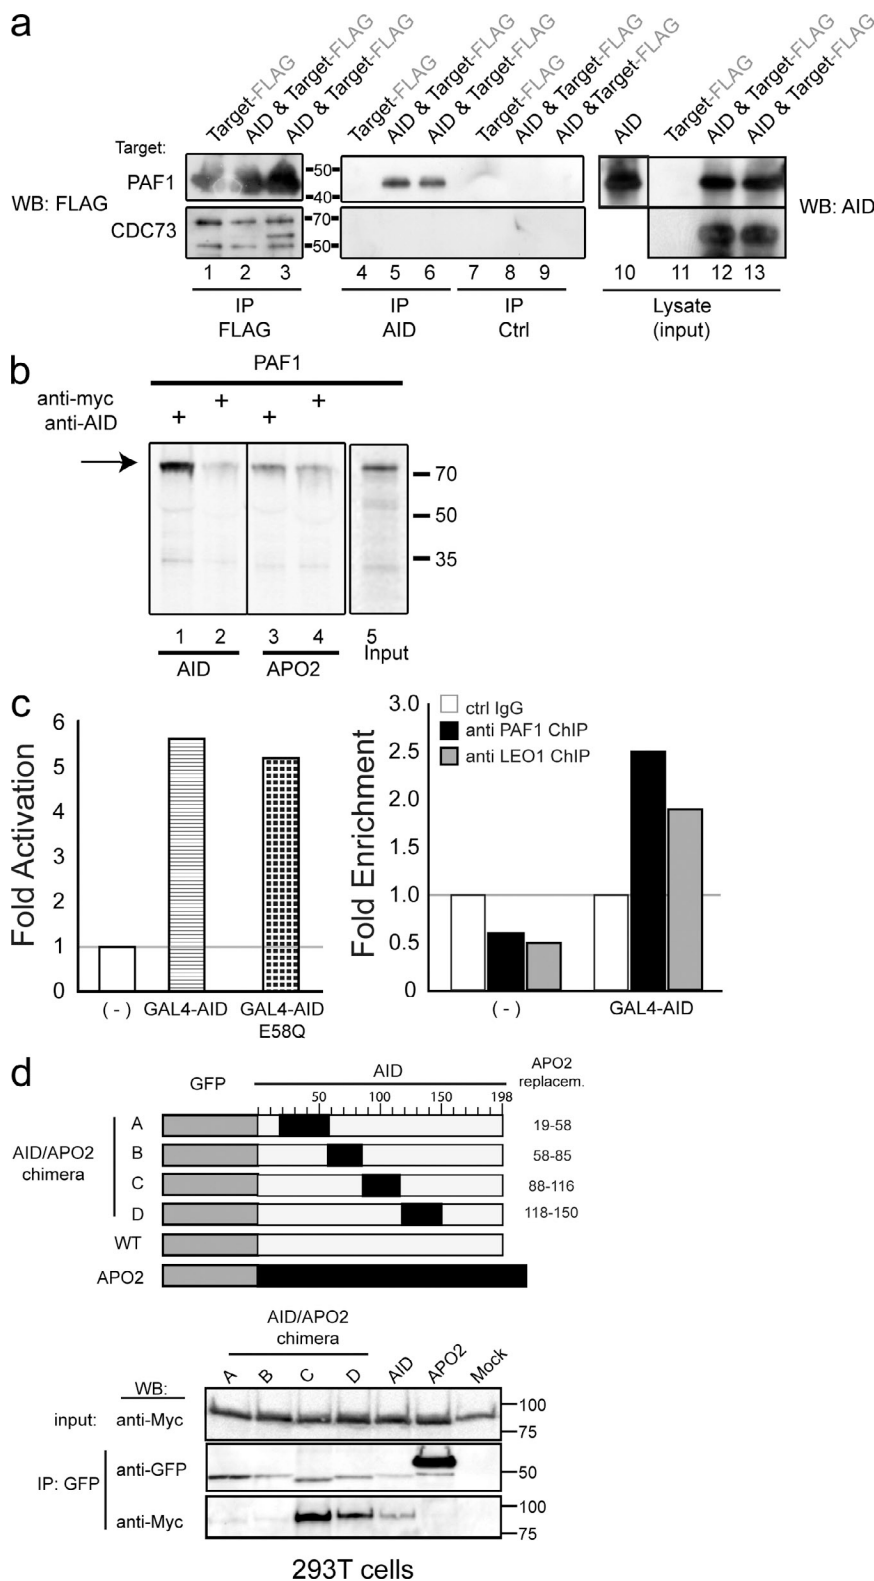 a
Target-FLAG
AID & Target-FLAG
AID & Target-FLAG
Target-FLAG
AID & Target-FLAG
AID & Target-FLAG
Target-FLAG
AID & Target-FLAG
AID &Target-FLAG
AID
Target-FLAG
AID & Target-FLAG
AID & Target-FLAG
Target:
PAF1
50
40
WB: FLAG
WB: AID
CDC73
70
50
1 2 3 4 5 6 7 8 9 10 11 12 13
IP
FLAG
IP
AID
IP
Ctrl
Lysate
(input)
b
PAF1
anti-myc + +
anti-AID + +
70
50
35
1 2 3 4 5
AID APO2 Input
c
Fold Activation
6
5
4
3
2
1
0
( - ) GAL4-AID GAL4-AID
E58Q
Fold Enrichment
3.0
2.5
2.0
1.5
1.0
0.5
0
ctrl IgG
anti PAF1 ChIP
anti LEO1 ChIP
( - ) GAL4-AID
d
GFP AID APO2
replacem.
50 100 150 198
AID/APO2
chimera
A 19-58
B 58-85
C 88-116
D 118-150
WT
APO2
AID/APO2
chimera
A B C D AID APO2 Mock
WB:
input: anti-Myc
100
75
IP: GFP
anti-GFP
50
anti-Myc
100
75
293T cells